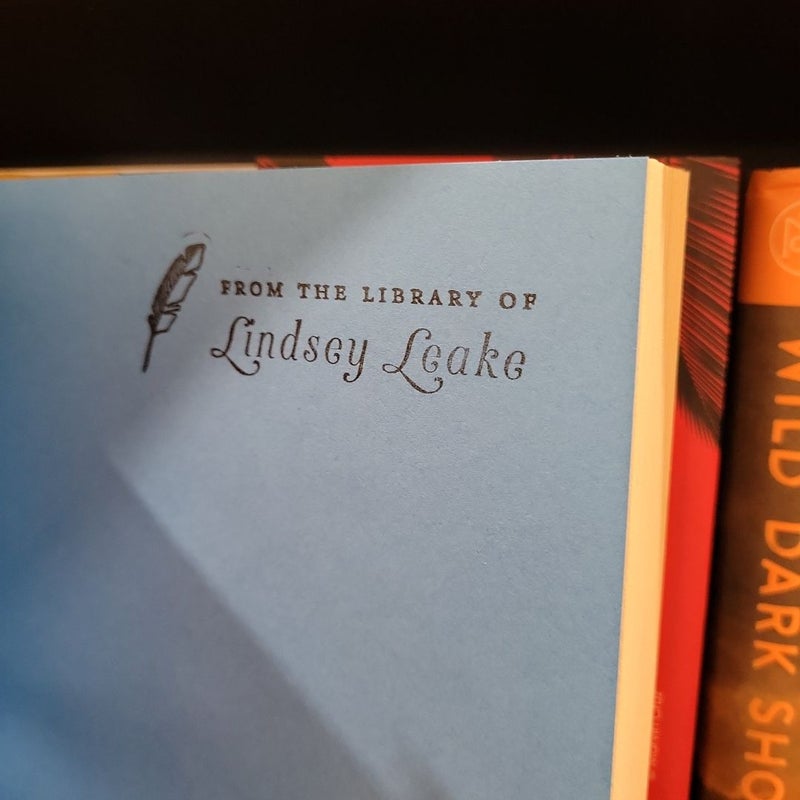 FROM THE LIBRARY OF
Lindsey Leake
WILD DARK SHO